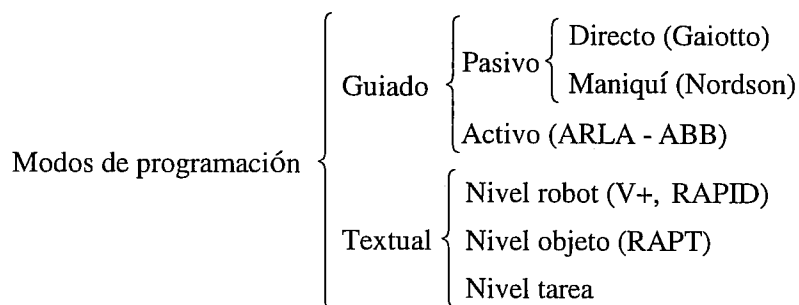 Modos de programación
Guiado
Pasivo
Directo (Gaiotto)
Maniquí (Nordson)
Activo (ARLA - ABB)
Textual
Nivel robot (V+, RAPID)
Nivel objeto (RAPT)
Nivel tarea